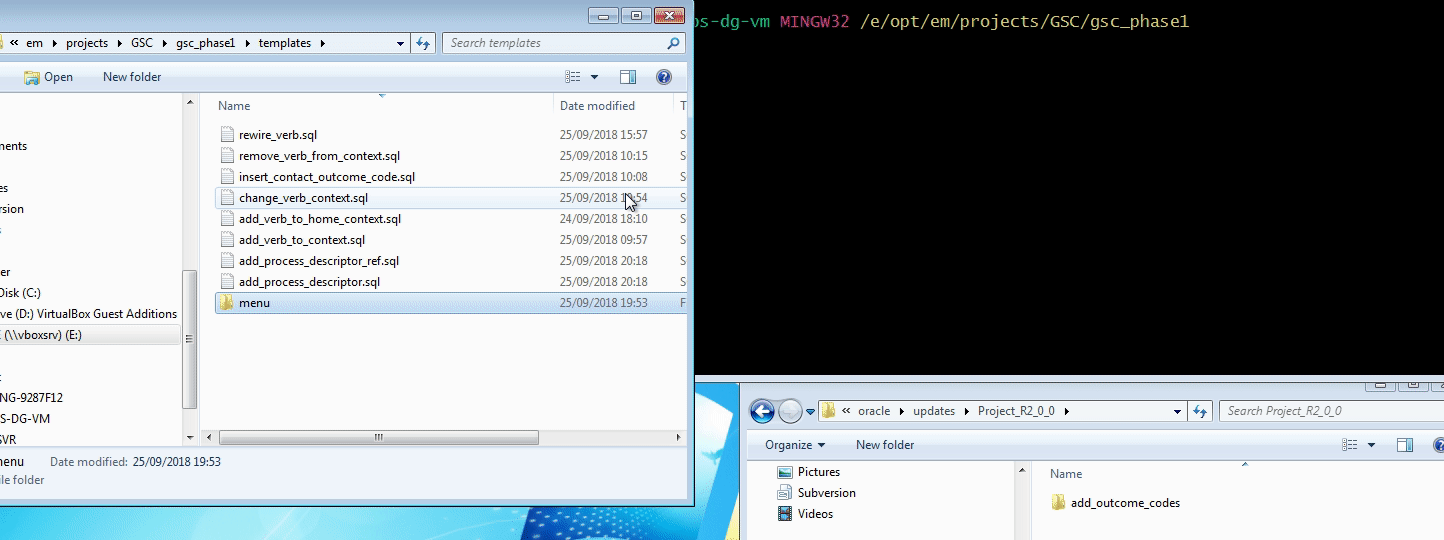 ps-dg-vm MINGW32 /e/opt/em/projects/GSC/gsc_phase1
« em projects GSC gsc_phase1 templates
Search templates
Open New folder
Name Date modified T
rewire_verb.sql 25/09/2018 15:57 S
remove_verb_from_context.sql 25/09/2018 10:15 S
insert_contact_outcome_code.sql 25/09/2018 10:08 S
change_verb_context.sql 25/09/2018 :54 S
add_verb_to_home_context.sql 24/09/2018 18:10 S
add_verb_to_context.sql 25/09/2018 09:57 S
add_process_descriptor_ref.sql 25/09/2018 20:18 S
add_process_descriptor.sql 25/09/2018 20:18 S
menu 25/09/2018 19:53 F
ments
es
rsion
s
er
Disk (C:)
ve (D:) VirtualBox Guest Additions
(\\vboxsrv) (E:)
t
NG-9287F12
S-DG-VM
SVR
menu Date modified: 25/09/2018 19:53
ile folder
« oracle updates Project_R2_0_0
Search Project_R2_0_0
Organize New folder
Pictures
Subversion
Videos
Name
add_outcome_codes